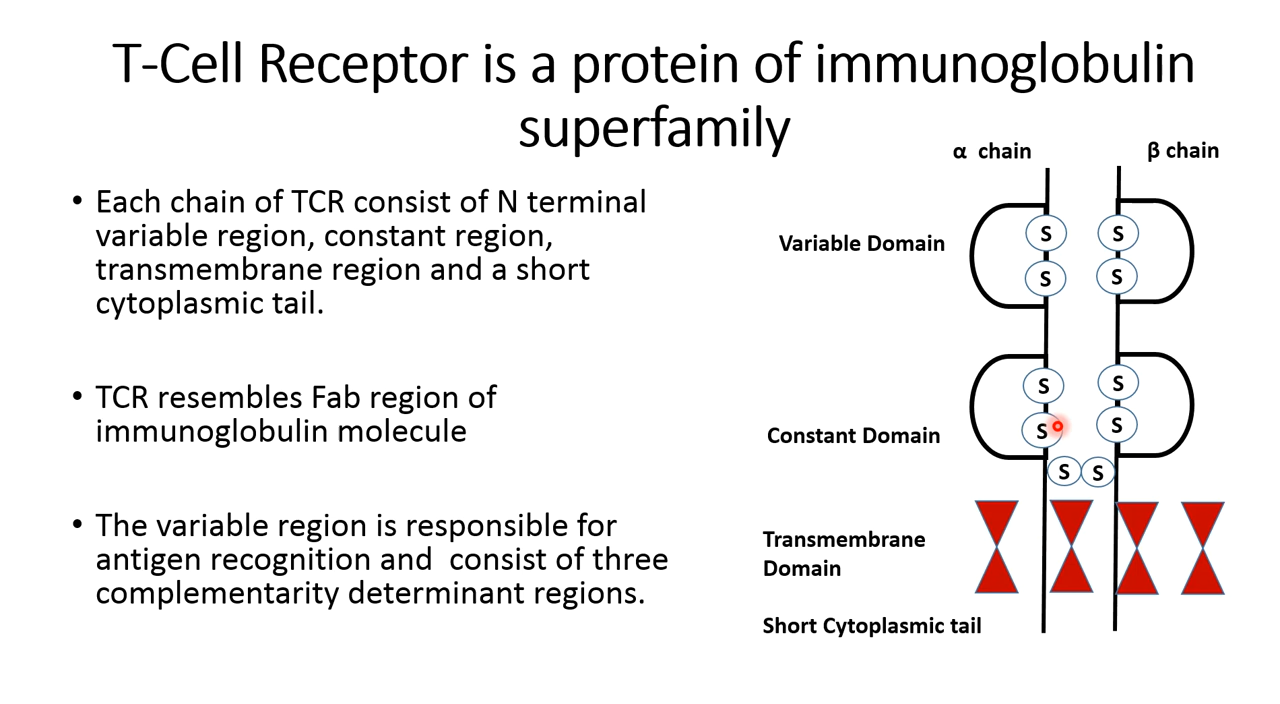 T-Cell Receptor is a protein of immunoglobulin
superfamily
• Each chain of TCR consist of N terminal
variable region, constant region,
transmembrane region and a short
cytoplasmic tail.
• TCR resembles Fab region of
immunoglobulin molecule
• The variable region is responsible for
antigen recognition and  consist of three
complementarity determinant regions.
α chain
β chain
Variable Domain
S S
S S
Constant Domain
S S
S S
S S
Transmembrane
Domain
Short Cytoplasmic tail